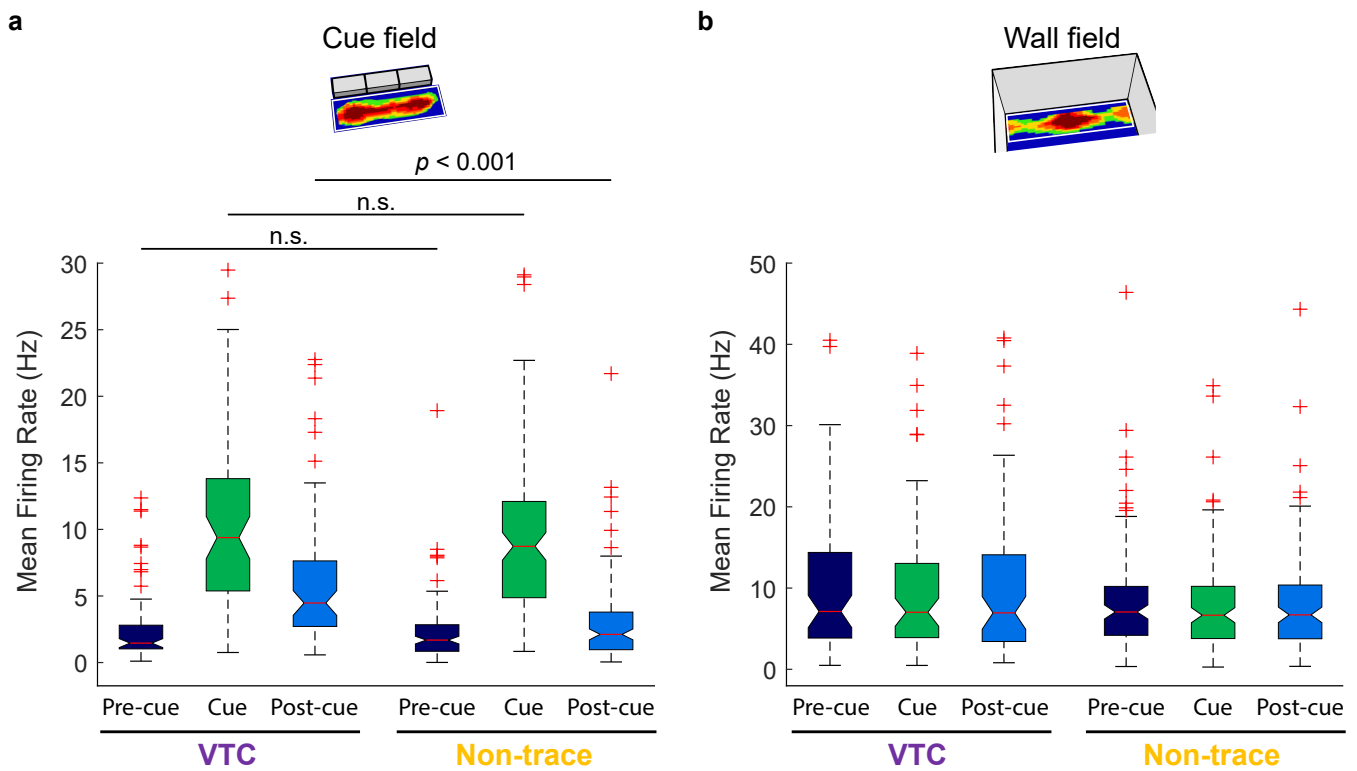 a
Cue field
p < 0.001
n.s.
n.s.
Mean Firing Rate (Hz)
30
25
20
15
10
5
0
Pre-cue Cue Post-cue Pre-cue Cue Post-cue
VTC Non-trace
b
Wall field
Mean Firing Rate (Hz)
50
40
30
20
10
0
Pre-cue Cue Post-cue Pre-cue Cue Post-cue
VTC Non-trace